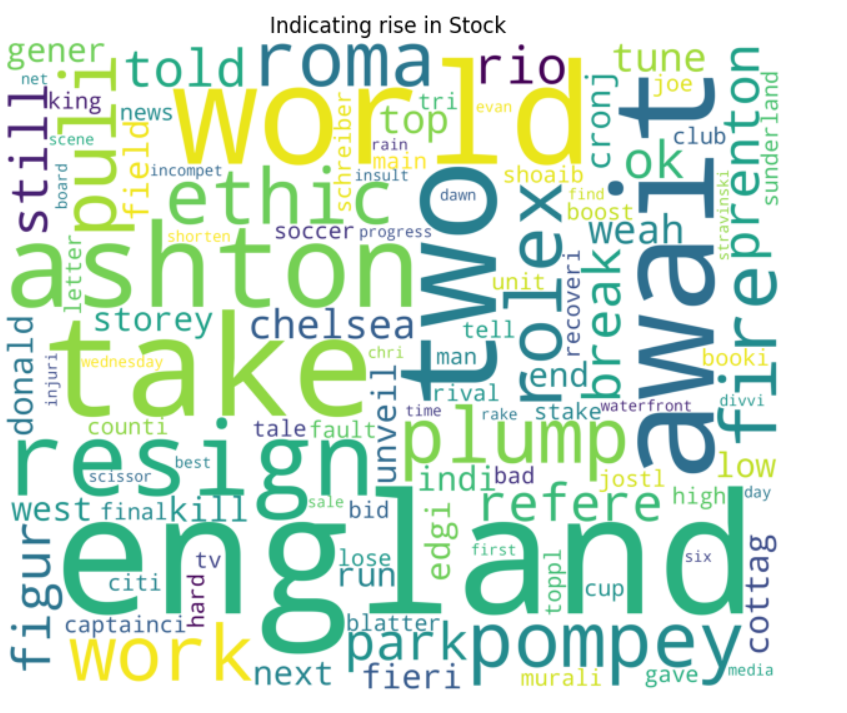 Indicating rise in Stock
gener
told
roma
rio
tune
net
king
news
tri
evan
joe
still
pull
world
top
cronj
await
prenton
sunderland
scene
field
schreiber
rain
main
club
ok
board
incompet
insult
shoaib
ethic
dawn
find
boost
weah
stravinski
shorten
soccer
progress
two
rolex
letter
ashton
unit
recoveri
break
fire
storey
chelsea
tell
donald
take
chri
man
end
booki
wednesday
injuri
unveil
rival
divvi
time
rake
stake
waterfront
counti
tale
fault
plump
resign
best
scissor
indi
bad
jostl
low
west
final
kill
sale
bid
refere
high
day
england
edgi
first
toppl
six
cottag
figur
tv
lose
run
citi
hard
cup
captainci
blatter
work
park
pompey
next
fieri
murali
gave
media